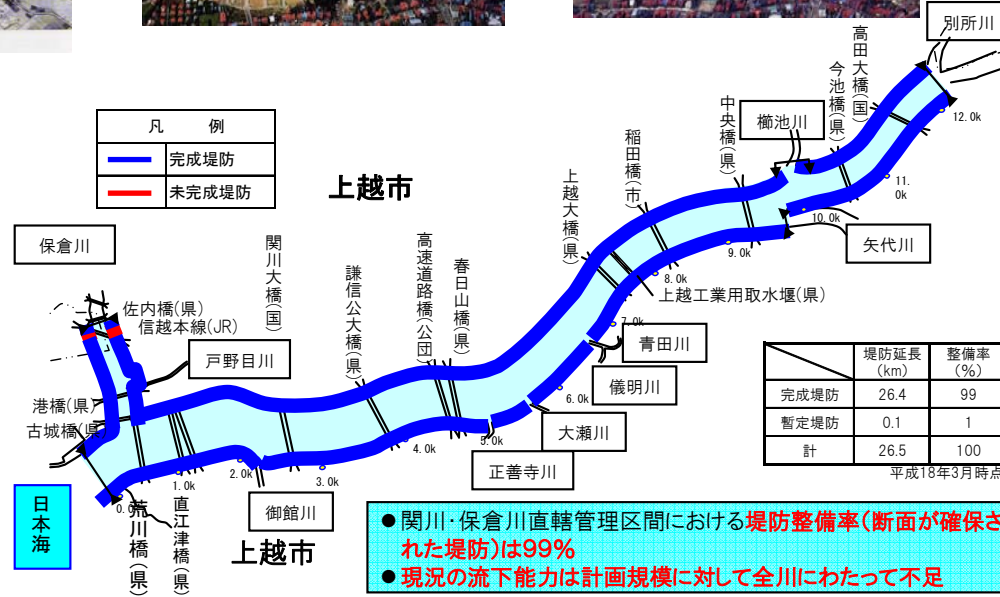 別所川
高田大橋(国)
今池橋(県)
12.0k
中央橋(県)
櫛池川
凡 例
完成堤防
未完成堤防
稲田橋(市)
上越市
上越大橋(県)
11.0k
10.0k
矢代川
9.0k
保倉川
関川大橋(国)
高速道路橋(公団)
春日山橋(県)
謙信公大橋(県)
8.0k
上越工業用取水堰(県)
佐内橋(県)
信越本線(JR)
7.0k
青田川
戸野目川
儀明川
6.0k
堤防延長(km) 整備率(%)
完成堤防 26.4 99
暫定堤防 0.1 1
計 26.5 100
平成18年3月時点
港橋(県)
古城橋(県)
大瀬川
5.0k
4.0k
正善寺川
3.0k
2.0k
1.0k
御館川
0.0k
荒川橋(県)
直江津橋(県)
日本海
上越市
●関川・保倉川直轄管理区間における堤防整備率(断面が確保さ
れた堤防)は99%
●現況の流下能力は計画規模に対して全川にわたって不足